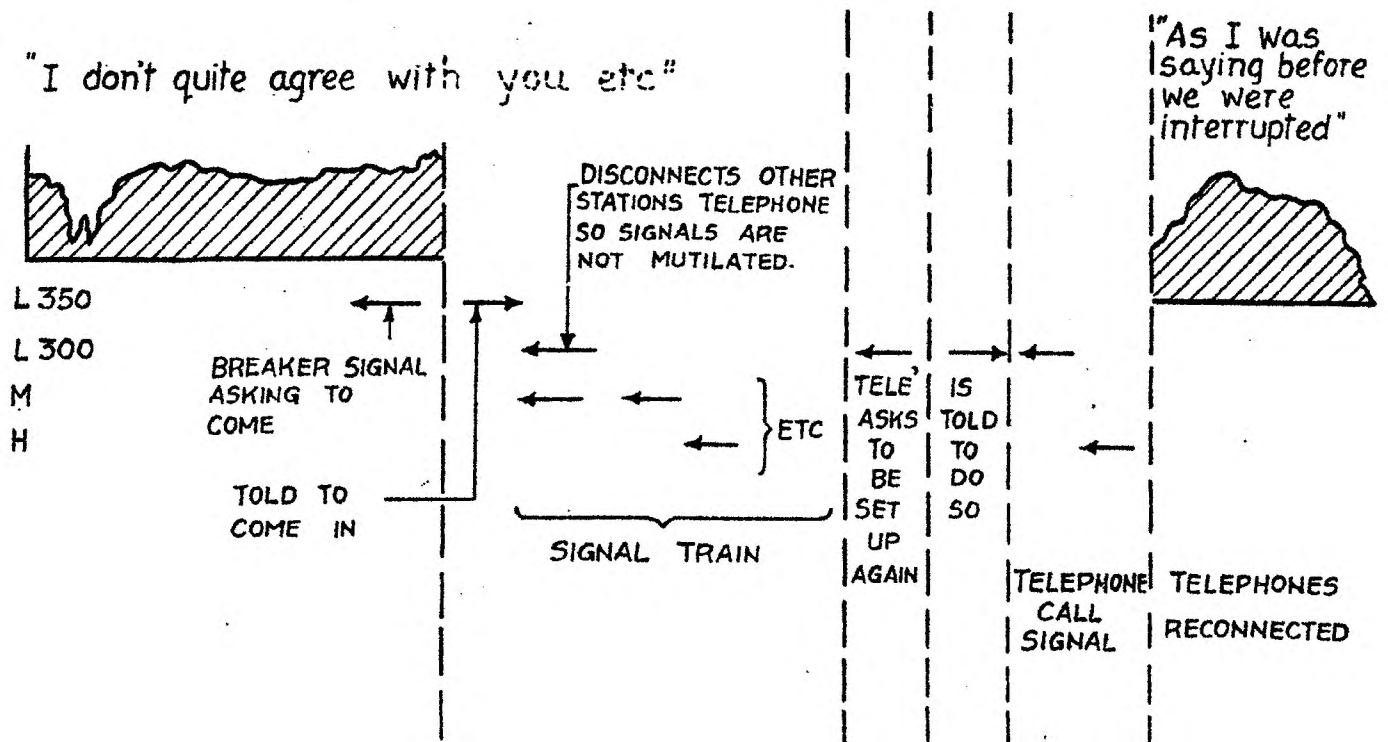 "I don't quite agree with you etc"
"As I was
saying before
we were
interrupted"
DISCONNECTS OTHER
STATIONS TELEPHONE
SO SIGNALS ARE
NOT MUTILATED.
L 350
L 300
M
H
BREAKER SIGNAL
ASKING TO
COME
TOLD TO
COME IN
ETC
SIGNAL TRAIN
TELE'
ASKS
TO
BE
SET
UP
AGAIN
IS
TOLD
TO
DO
SO
TELEPHONE
CALL
SIGNAL
TELEPHONES
RECONNECTED